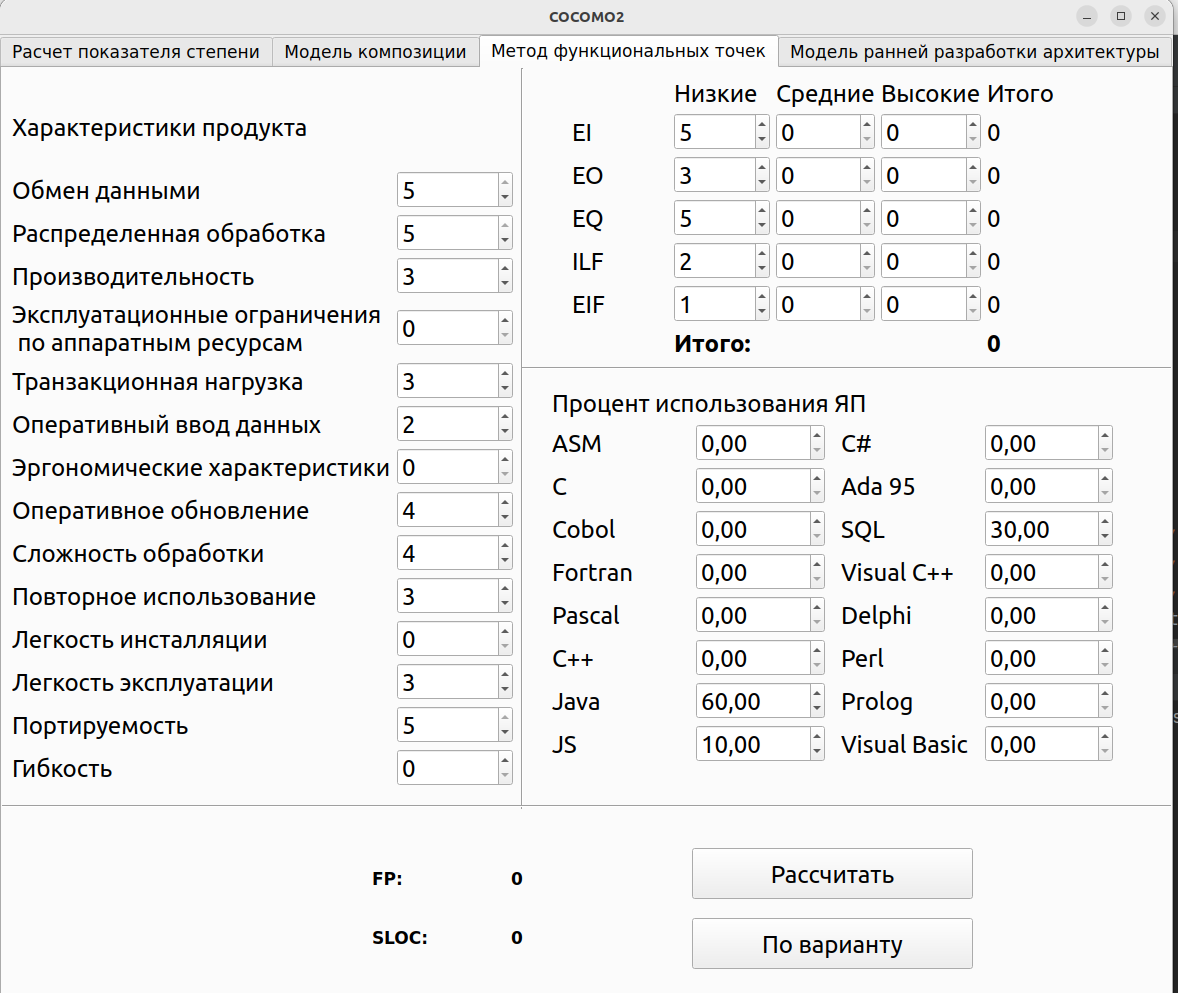 COCOMO2
Расчет показателя степени Модель композиции Метод функциональных точек Модель ранней разработки архитектуры
Характеристики продукта
Обмен данными 5
Распределенная обработка 5
Производительность 3
Эксплуатационные ограничения
по аппаратным ресурсам 0
Транзакционная нагрузка 3
Оперативный ввод данных 2
Эргономические характеристики 0
Оперативное обновление 4
Сложность обработки 4
Повторное использование 3
Легкость инсталляции 0
Легкость эксплуатации 3
Портируемость 5
Гибкость 0
Низкие Средние Высокие Итого
EI 5 0 0 0
EO 3 0 0 0
EQ 5 0 0 0
ILF 2 0 0 0
EIF 1 0 0 0
Итого: 0
Процент использования ЯП
ASM 0,00 C# 0,00
C 0,00 Ada 95 0,00
Cobol 0,00 SQL 30,00
Fortran 0,00 Visual C++ 0,00
Pascal 0,00 Delphi 0,00
C++ 0,00 Perl 0,00
Java 60,00 Prolog 0,00
JS 10,00 Visual Basic 0,00
FP: 0
SLOC: 0
Рассчитать
По варианту